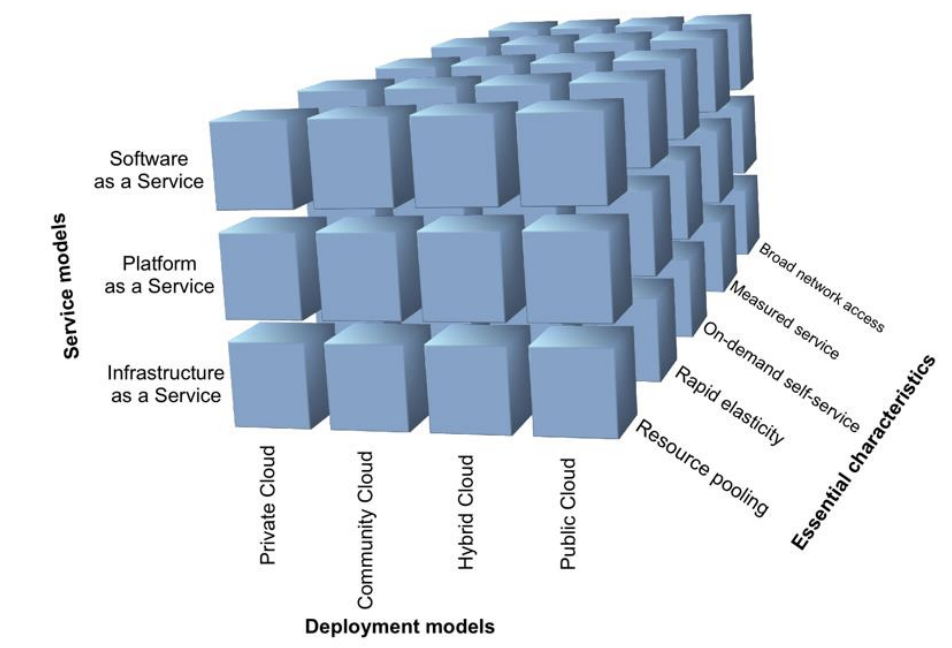 Software
as a Service
Platform
as a Service
Infrastructure
as a Service
Service models
Private Cloud
Community Cloud
Hybrid Cloud
Public Cloud
Deployment models
Broad network access
Measured service
On-demand self-service
Rapid elasticity
Resource pooling
Essential characteristics